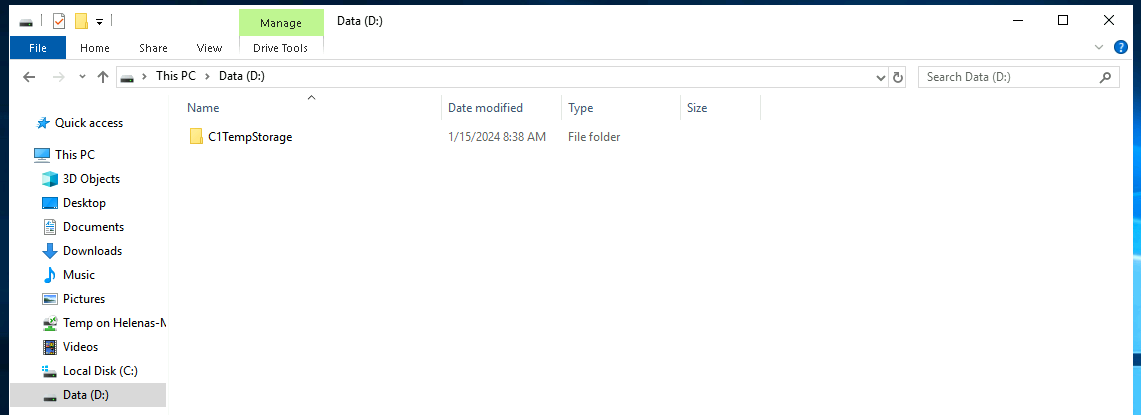 Manage Data (D:)
File Home Share View Drive Tools
This PC Data (D:) Search Data (D:)
Name Date modified Type Size
Quick access
C1TempStorage 1/15/2024 8:38 AM File folder
This PC
3D Objects
Desktop
Documents
Downloads
Music
Pictures
Temp on Helenas-M
Videos
Local Disk (C:)
Data (D:)